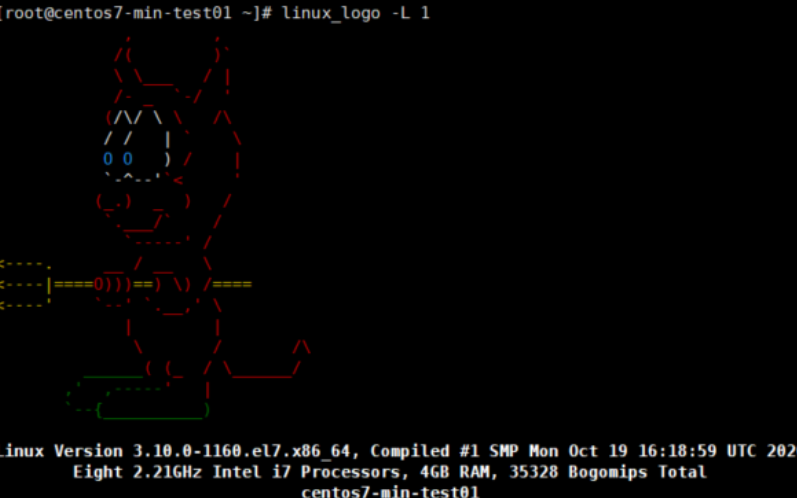 [root@centos7-min-test01 ~]# linux_logo -L 1
Linux Version 3.10.0-1160.el7.x86_64, Compiled #1 SMP Mon Oct 19 16:18:59 UTC 202
Eight 2.21GHz Intel i7 Processors, 4GB RAM, 35328 Bogomips Total
centos7-min-test01